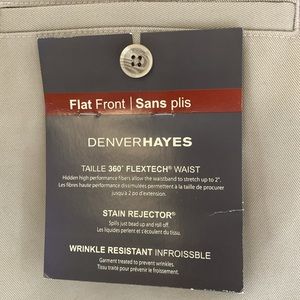 Flat Front | Sans plis
DENVERHAYES
TAILLE 360° FLEXTECH® WAIST
Hidden high performance fibers allow the waistband to stretch up to 2".
Les fibres haute performance dissimulées permettent à la taille de procurer
jusqu'à 2 po d'extension.
STAIN REJECTOR®
Spills just bead up and roll off.
Les liquides perlent et s'écoulent du tissu.
WRINKLE RESISTANT INFROISSBLE
Garment treated to prevent wrinkles.
Tissu traité pour prévenir le froissement.